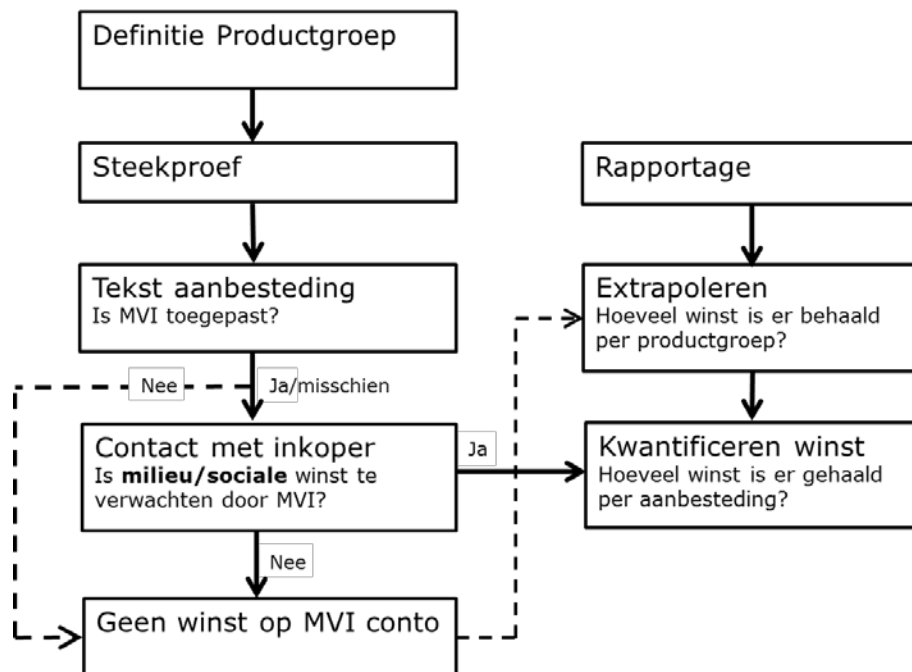 Definitie Productgroep
Steekproef
Tekst aanbesteding
Is MVI toegepast?
Nee
Ja/misschien
Contact met inkoper
Is milieu/sociale winst te
verwachten door MVI?
Ja
Nee
Geen winst op MVI conto
Rapportage
Extrapoleren
Hoeveel winst is er behaald
per productgroep?
Kwantificeren winst
Hoeveel winst is er gehaald
per aanbesteding?